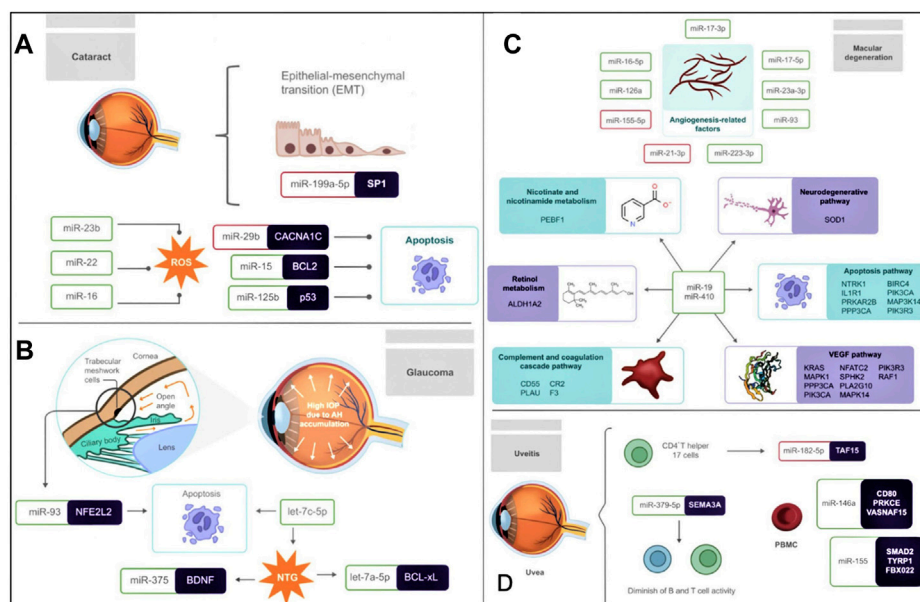 A
Cataract
Epithelial-mesenchymal
transition (EMT)
miR-199a-5p SP1
miR-23b
miR-22
miR-16
ROS
miR-29b CACNA1C
miR-15 BCL2
miR-125b p53
Apoptosis
B
Glaucoma
Trabecular
meshwork
cells
Cornea
Open
angle
Iris
Ciliary body
Lens
High IOP
due to AH
accumulation
miR-93 NFE2L2
Apoptosis
let-7c-5p
miR-375 BDNF
NTG
let-7a-5p BCL-xL
C
Macular
degeneration
miR-17-3p
miR-16-5p
miR-17-5p
miR-126a
miR-23a-3p
miR-155-5p
miR-93
Angiogenesis-related
factors
miR-21-3p
miR-223-3p
Nicotinate and
nicotinamide metabolism
PEBF1
Neurodegenerative
pathway
SOD1
Retinol
metabolism
ALDH1A2
miR-19
miR-410
Apoptosis pathway
NTRK1 BIRC4
IL1R1 PIK3CA
PRKAR2B MAP3K14
PPP3CA PIK3R3
Complement and coagulation
cascade pathway
CD55 CR2
PLAU F3
VEGF pathway
KRAS NFATC2 PIK3R3
MAPK1 SPHK2 RAF1
PPP3CA PLA2G10
PIK3CA MAPK14
D
Uveitis
Uvea
CD4⁺T helper
17 cells
miR-182-5p TAF15
miR-379-5p SEMA3A
Diminish of B and T cell activity
PBMC
miR-146a
CD80
PRKCE
VASNAF15
miR-155
SMAD2
TYRP1
FBX022